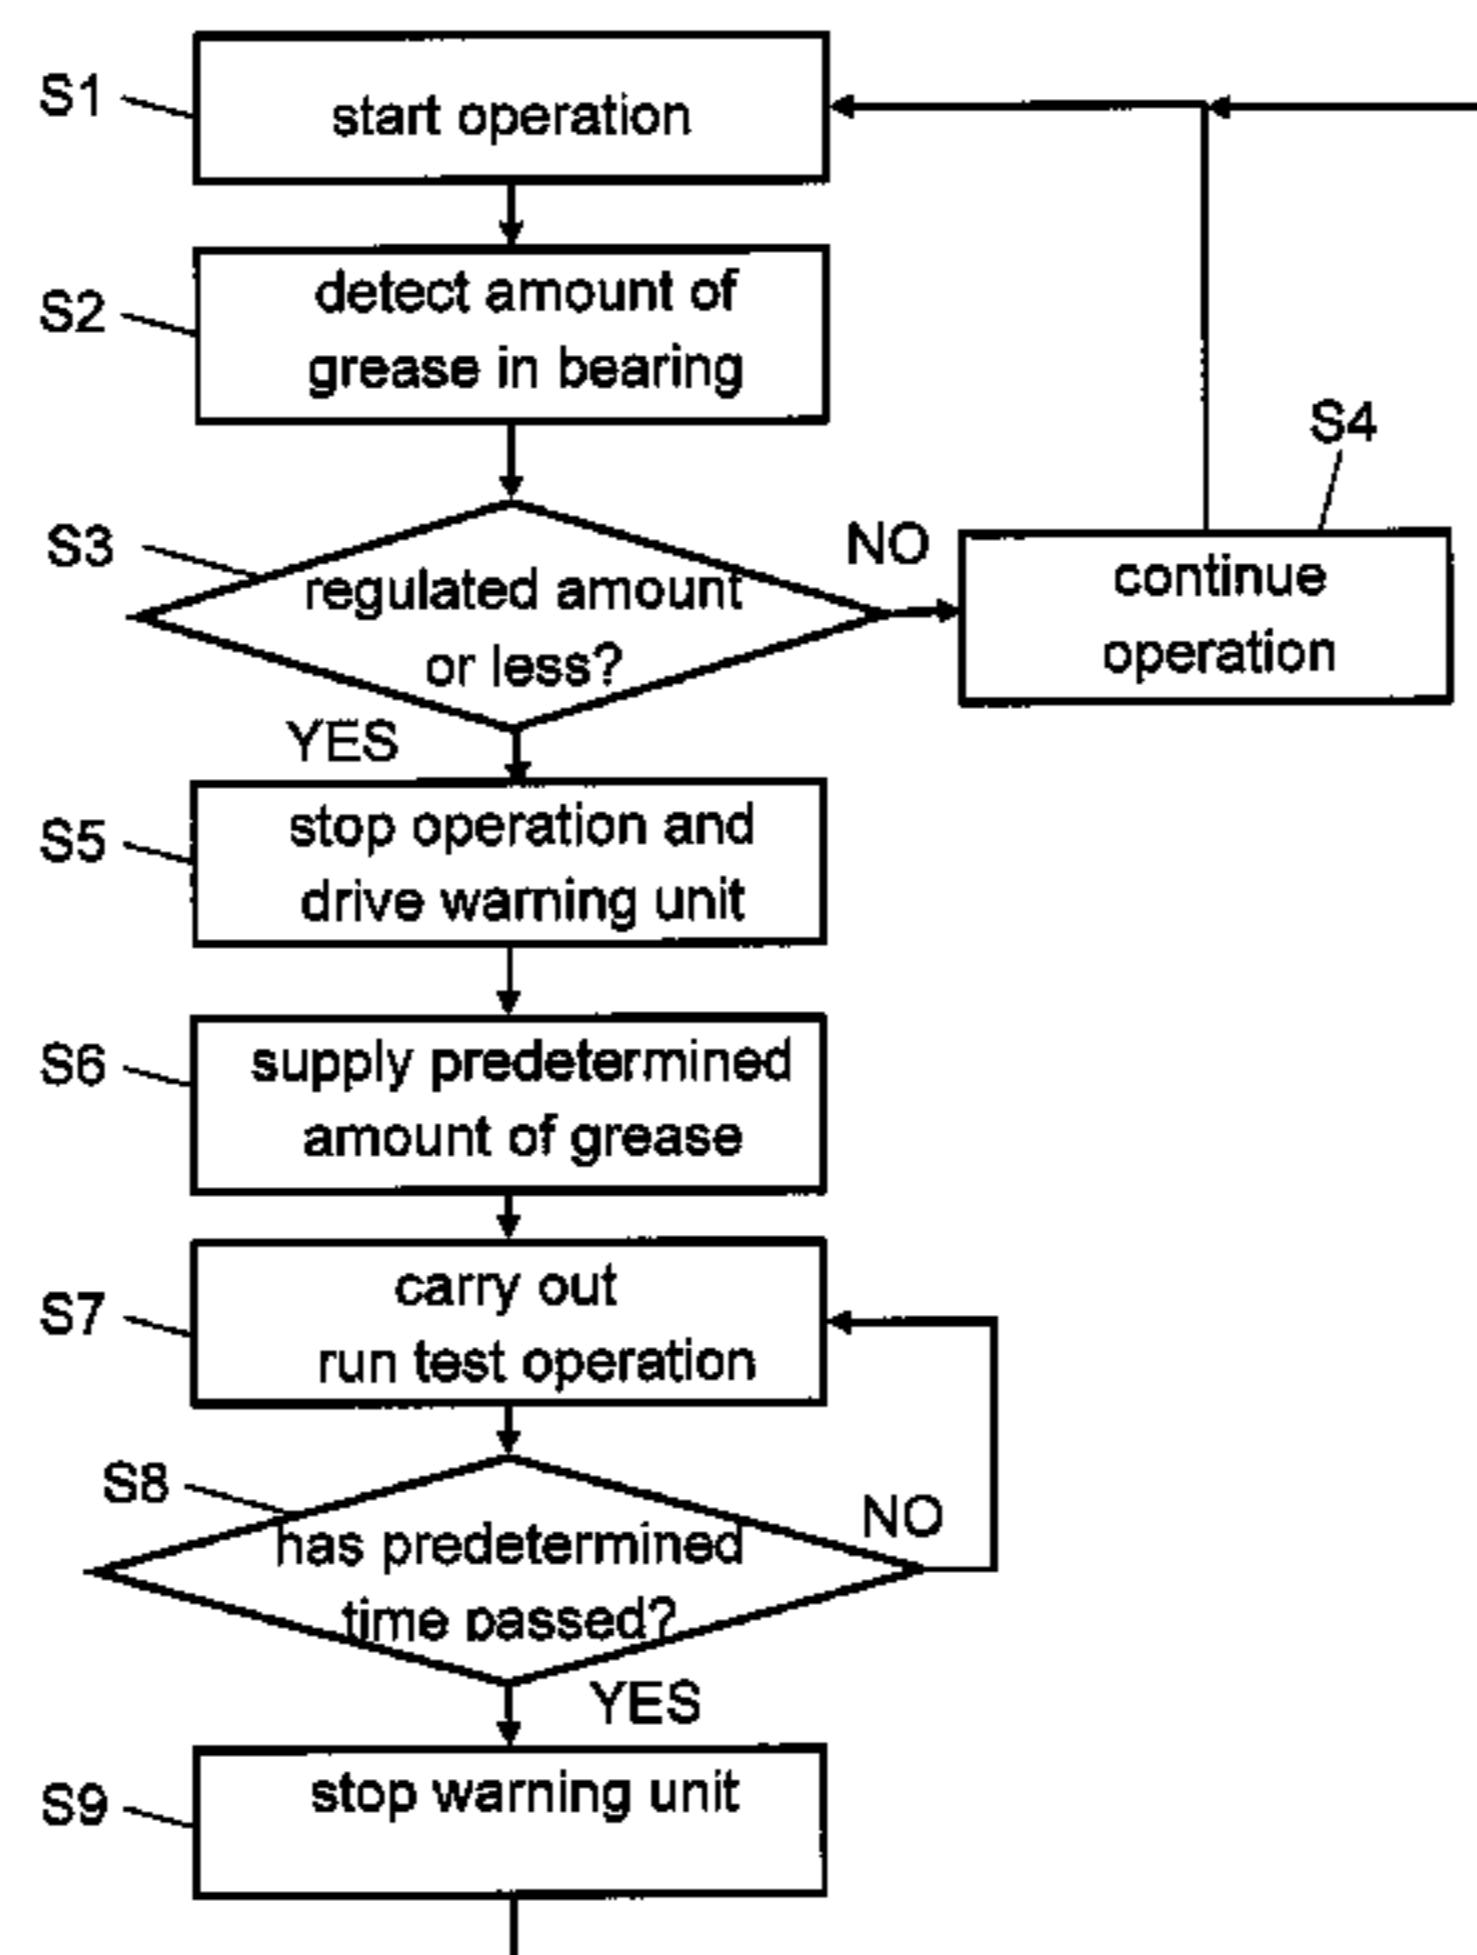 S1
start operation
S2
detect amount of
grease in bearing
S3
regulated amount
or less?
NO
S4
continue
operation
YES
S5
stop operation and
drive warning unit
S6
supply predetermined
amount of grease
S7
carry out
run test operation
S8
has predetermined
time passed?
NO
YES
S9
stop warning unit